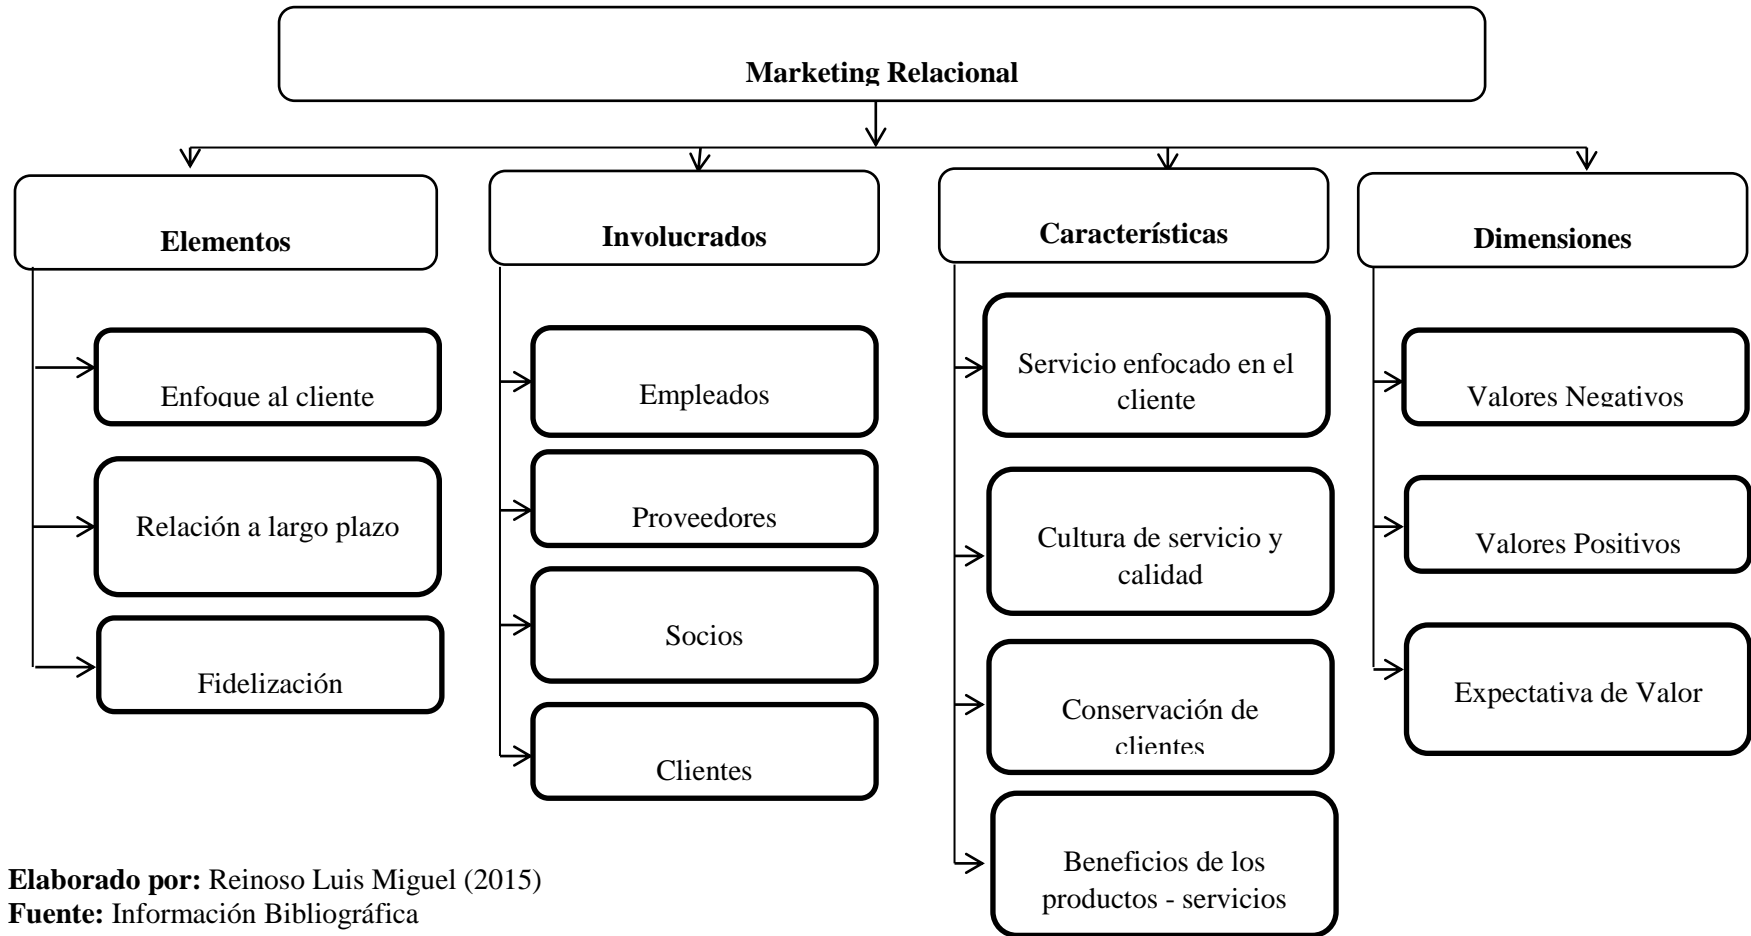 Marketing Relacional
Elementos
Enfoque al cliente
Relación a largo plazo
Fidelización
Involucrados
Empleados
Proveedores
Socios
Clientes
Características
Servicio enfocado en el
cliente
Cultura de servicio y
calidad
Conservación de
clientes
Beneficios de los
productos - servicios
Dimensiones
Valores Negativos
Valores Positivos
Expectativa de Valor
Elaborado por: Reinoso Luis Miguel (2015)
Fuente: Información Bibliográfica